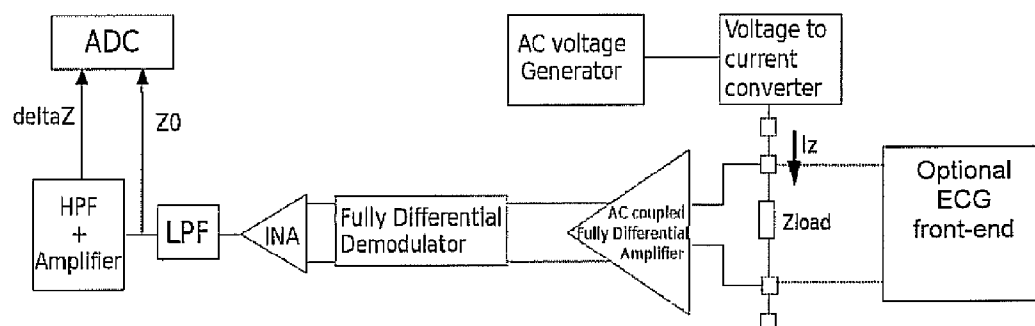 ADC
AC voltage
Generator
Voltage to
current
converter
deltaZ
Z0
Iz
HPF
+
Amplifier
LPF
INA
Fully Differential
Demodulator
AC coupled
Fully Differential
Amplifier
Zload
Optional
ECG
front-end